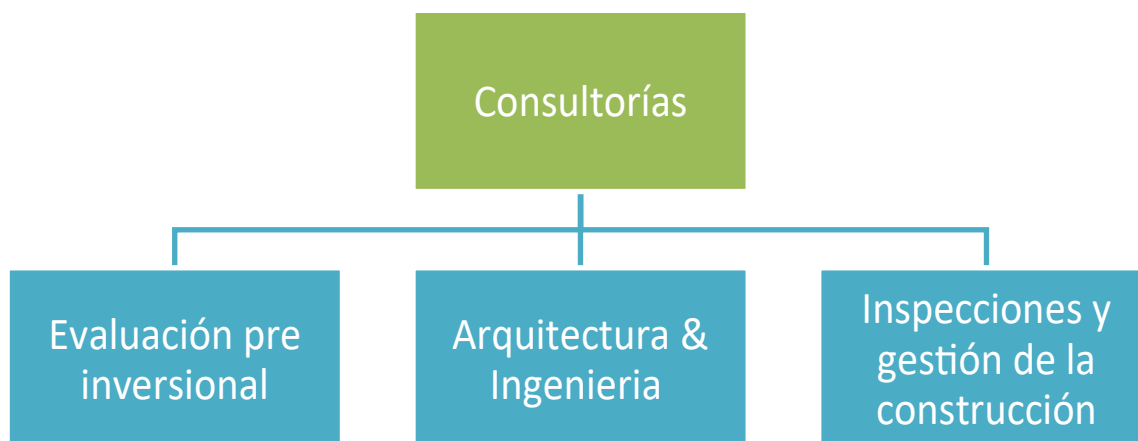 Consultorías
Evaluación pre
inversional
Arquitectura &
Ingenieria
Inspecciones y
gestión de la
construcción